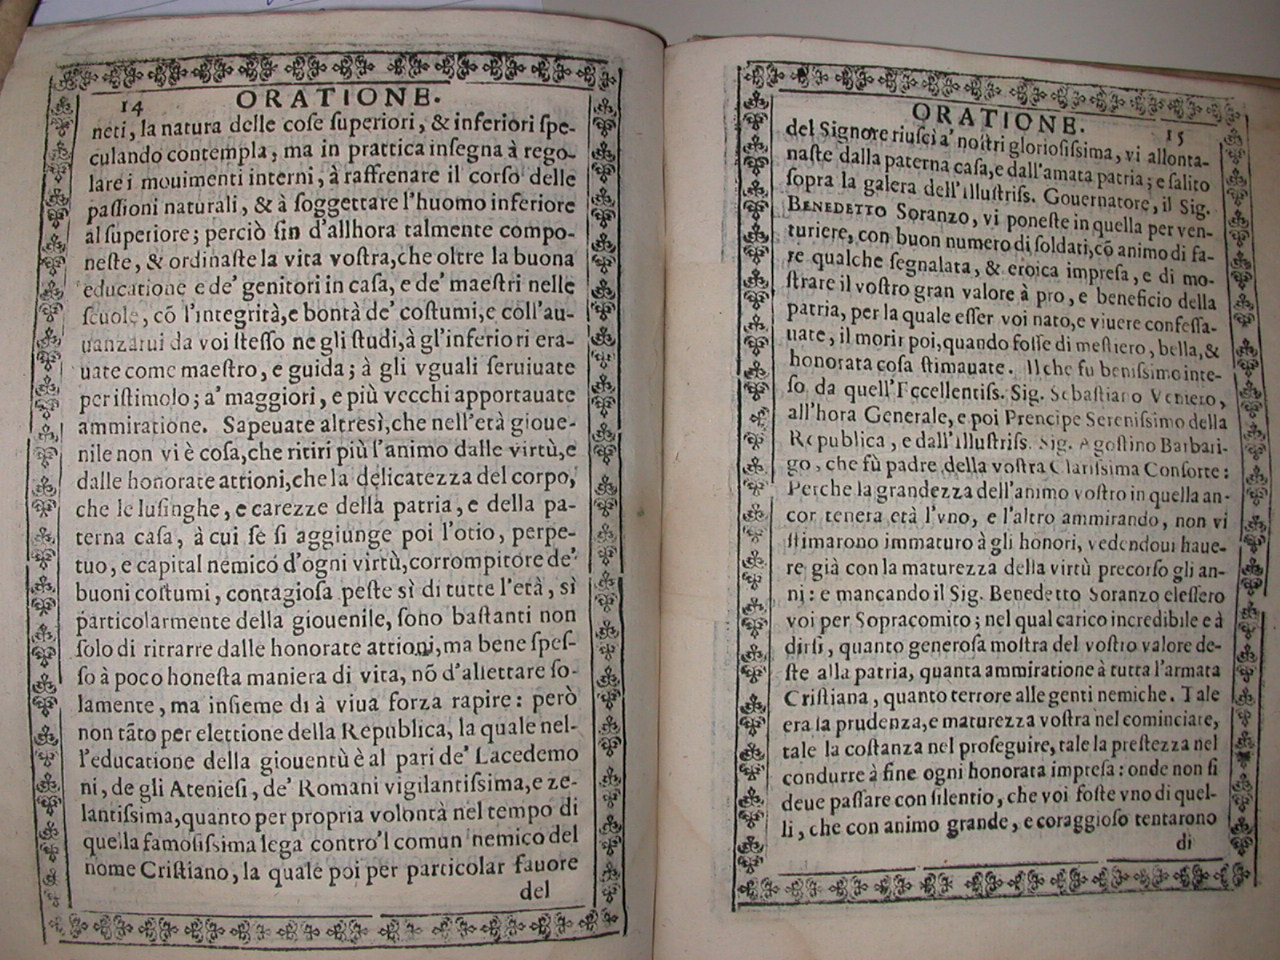 14
ORATIONE.
neti, la natura delle coſe ſuperiori, & inferiori ſpe-
culando contempla, ma in prattica inſegna à rego-
lare i mouimenti interni, à raffrenare il corſo delle
paſſioni naturali, & à ſoggettare l'huomo inferiore
al ſuperiore; perciò ſin d'allhora talmente compo-
neſte, & ordinaſte la vita voſtra, che oltre la buona
educatione e de' genitori in caſa, e de' maeſtri nelle
ſcuole, cõ l'integrità, e bontà de' coſtumi, e coll'au-
uanzarui da voi ſteſſo ne gli ſtudi, à gl'inferiori era-
uate come maeſtro, e guida; à gli vguali ſeruiuate
per iſtimolo; a' maggiori, e più vecchi apportauate
ammiratione. Sapeuate altresì, che nell'età gioue-
nile non vi è coſa, che ritiri più l'animo dalle virtù, e
dalle honorate attioni, che la delicatezza del corpo,
che le luſinghe, e carezze della patria, e della pa-
terna caſa, à cui ſe ſi aggiunge poi l'otio, perpe-
tuo, e capital nemico d'ogni virtù, corrompitore de'
buoni coſtumi, contagioſa peſte sì di tutte l'età, sì
particolarmente della giouenile, ſono baſtanti non
ſolo di ritrarre dalle honorate attioni, ma bene ſpeſ-
ſo à poco honeſta maniera di vita, nõ d'allettare ſo-
lamente, ma inſieme di à viua forza rapire: però
non tãto per elettione della Republica, la quale nel-
l'educatione della giouentù è al pari de' Lacedemo
ni, de gli Atenieſi, de' Romani vigilantiſsima, e ze-
lantiſsima, quanto per propria volontà nel tempo di
quella famoſiſsima lega contro'l comun nemico del
nome Criſtiano, la quale poi per particolar fauore
del
ORATIONE.
15
del Signore riuſcì a' noſtri glorioſiſsima, vi allonta-
naſte dalla paterna caſa, e dall'amata patria; e ſalito
ſopra la galera dell'illuſtriſs. Gouernatore, il Sig.
BENEDETTO Soranzo, vi poneſte in quella per ven-
turiere, con buon numero di ſoldati, cõ animo di fa-
re qualche ſegnalata, & eroica impreſa, e di mo-
ſtrare il voſtro gran valore à pro, e beneficio della
patria, per la quale eſſer voi nato, e viuere confeſſa-
uate, il morir poi, quando foſſe di meſtiero, bella, &
honorata coſa ſtimauate. Il che fu beniſsimo inte-
ſo da quell'Eccellentiſs. Sig. Sebaſtiano Veniero,
all'hora Generale, e poi Prencipe Sereniſsimo della
Republica, e dall'Illuſtriſs. Sig. Agoſtino Barbari-
go, che fù padre della voſtra Clariſsima Conſorte:
Perche la grandezza dell'animo voſtro in quella an-
cor tenera età l'vno, e l'altro ammirando, non vi
ſtimarono immaturo à gli honori, vedendoui haue-
re già con la maturezza della virtù precorſo gli an-
ni: e mancando il Sig. Benedetto Soranzo eleſſero
voi per Sopracomito; nel qual carico incredibile e à
dirſi, quanto generoſa moſtra del voſtro valore de-
ſte alla patria, quanta ammiratione à tutta l'armata
Criſtiana, quanto terrore alle genti nemiche. Tale
era la prudenza, e maturezza voſtra nel cominciare,
tale la coſtanza nel proſeguire, tale la preſtezza nel
condurre à fine ogni honorata impreſa: onde non ſi
deue paſſare con ſilentio, che voi foſte vno di quel-
li, che con animo grande, e coraggioſo tentarono
di